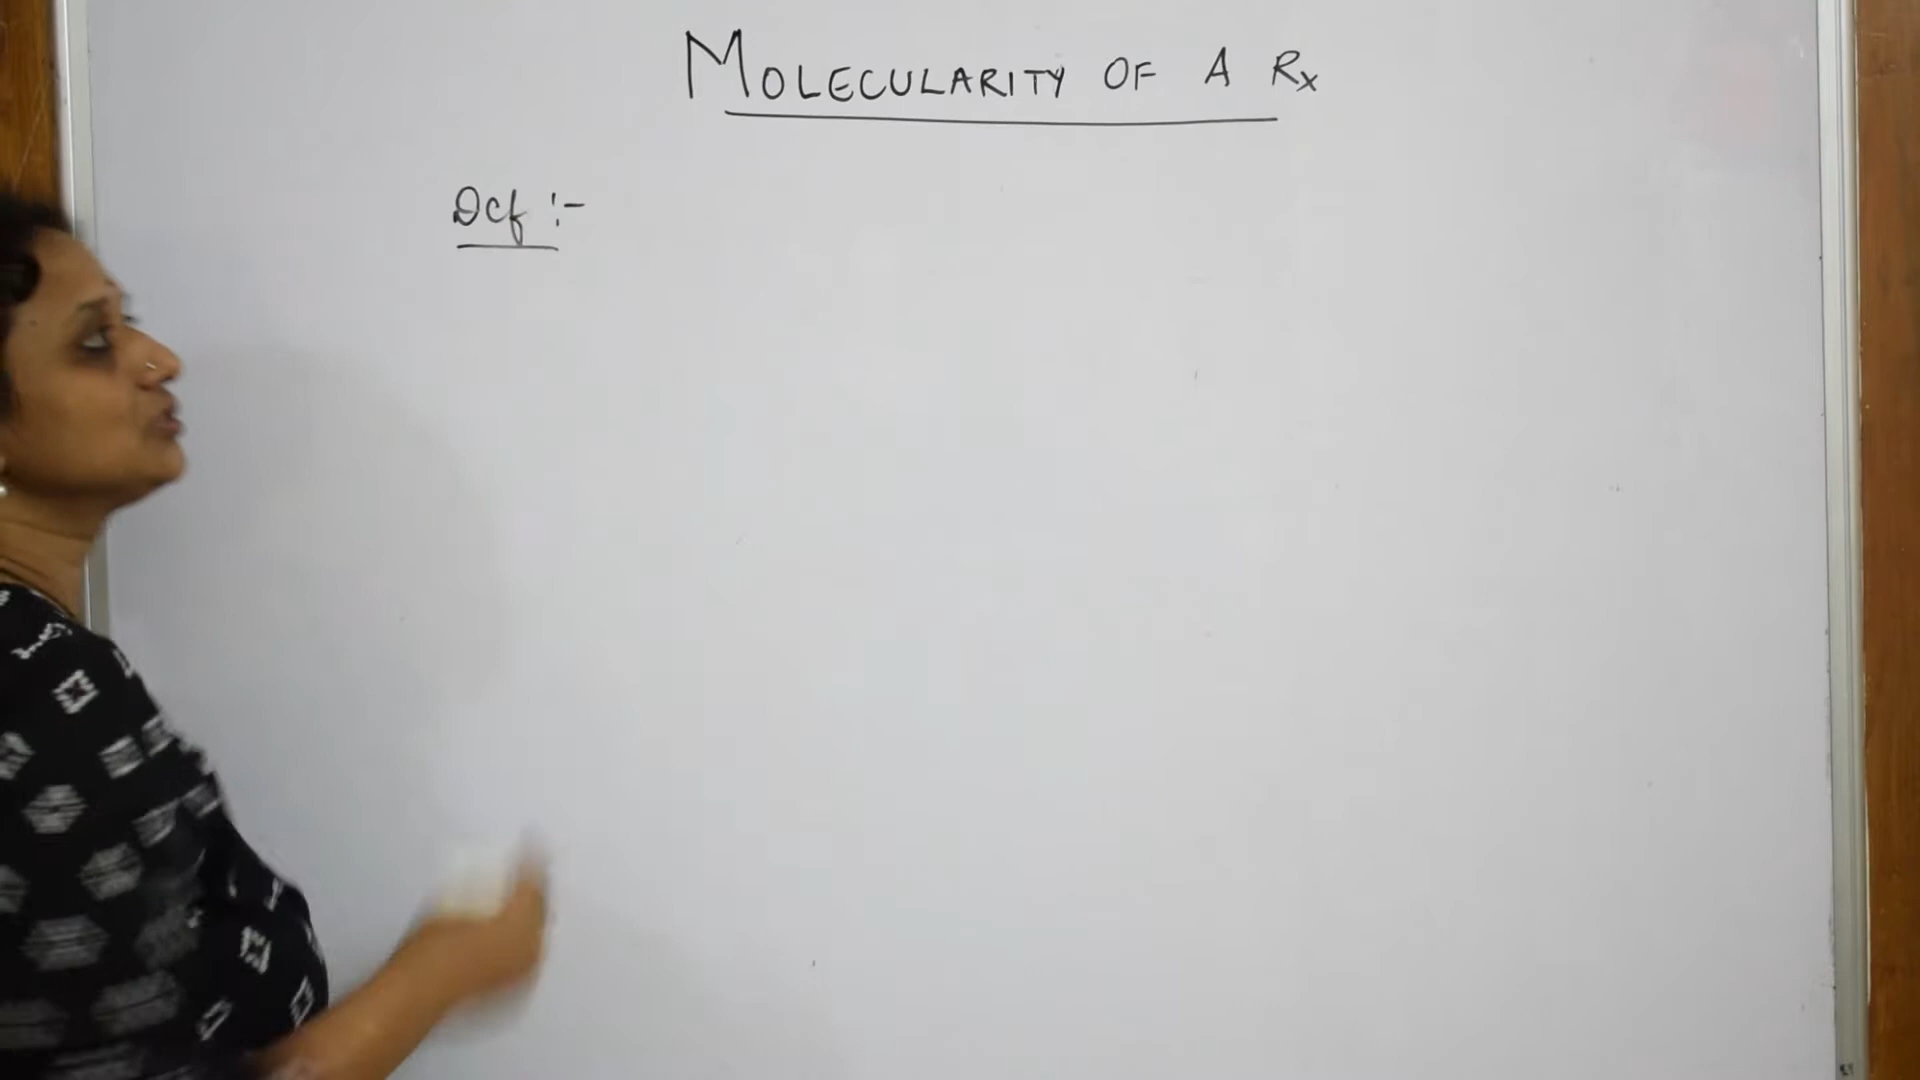 MOLECULARITY OF A Rx
Def :-